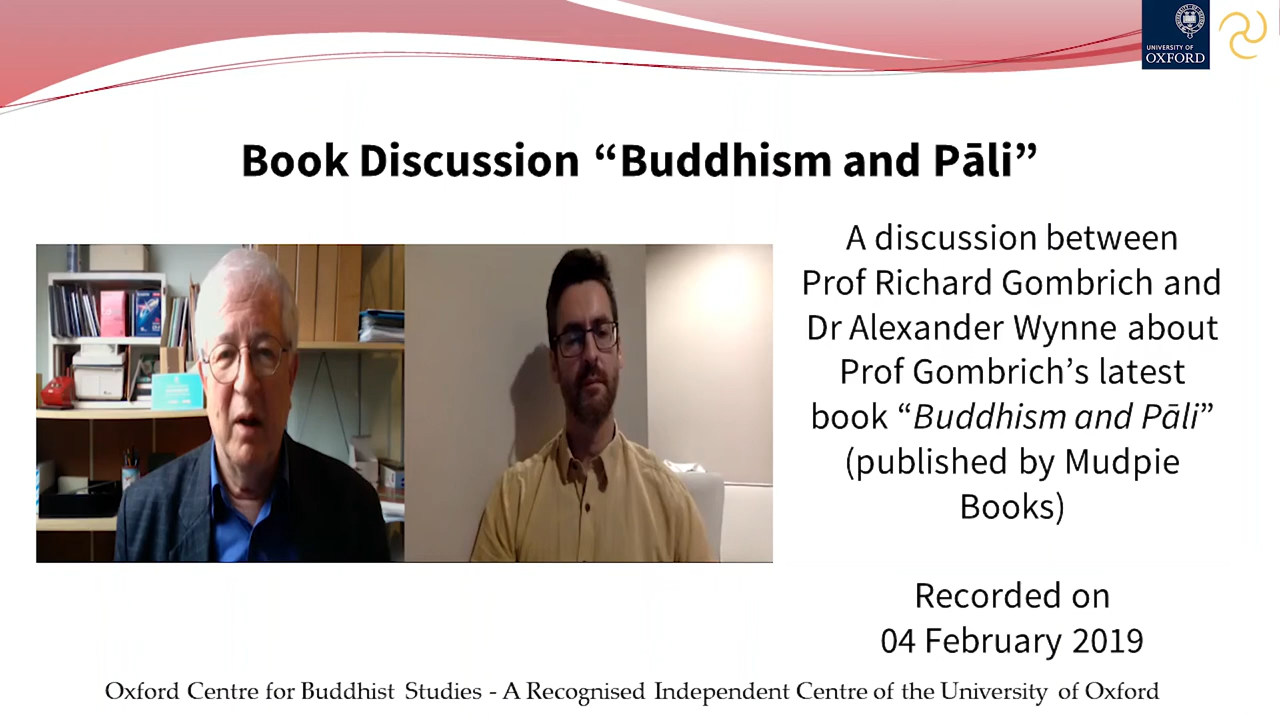 UNIVERSITY OF
OXFORD
Book Discussion “Buddhism and Pāli”
A discussion between
Prof Richard Gombrich and
Dr Alexander Wynne about
Prof Gombrich’s latest
book “Buddhism and Pāli”
(published by Mudpie
Books)
Recorded on
04 February 2019
Oxford Centre for Buddhist Studies - A Recognised Independent Centre of the University of Oxford